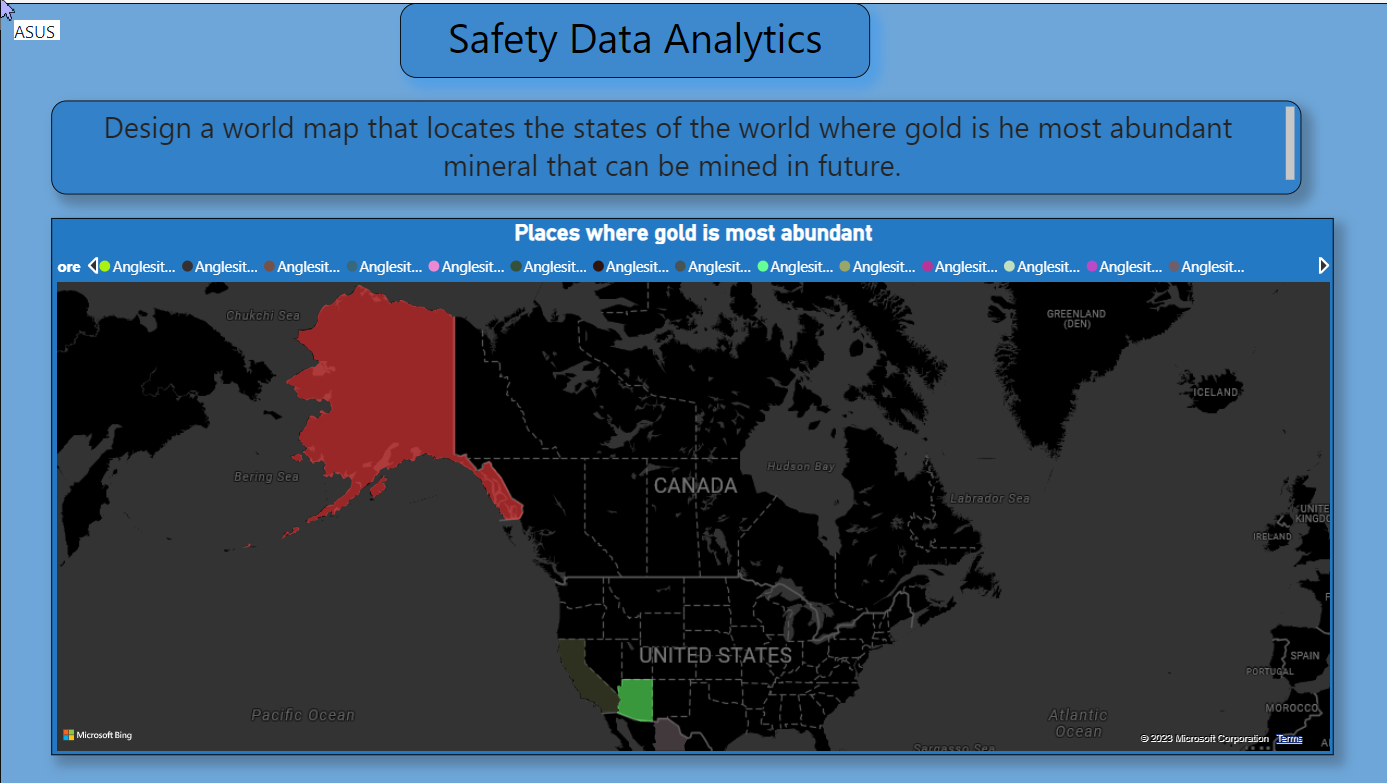 ASUS
Safety Data Analytics
Design a world map that locates the states of the world where gold is he most abundant
mineral that can be mined in future.
Places where gold is most abundant
ore Anglesit... Anglesit... Anglesit... Anglesit... Anglesit... Anglesit... Anglesit... Anglesit... Anglesit... Anglesit... Anglesit... Anglesit... Anglesit... Anglesit...
Chukchi Sea
GREENLAND
(DEN)
ICELAND
Bering Sea
Hudson Bay
CANADA
Labrador Sea
UNITE
KINGDO
IRELAND
F
UNITED STATES
SPAIN
PORTUGAL
MOROCCO
Pacific Ocean
Atlantic
Ocean
Microsoft Bing
© 2023 Microsoft Corporation Terms
A
Sargasso Sea